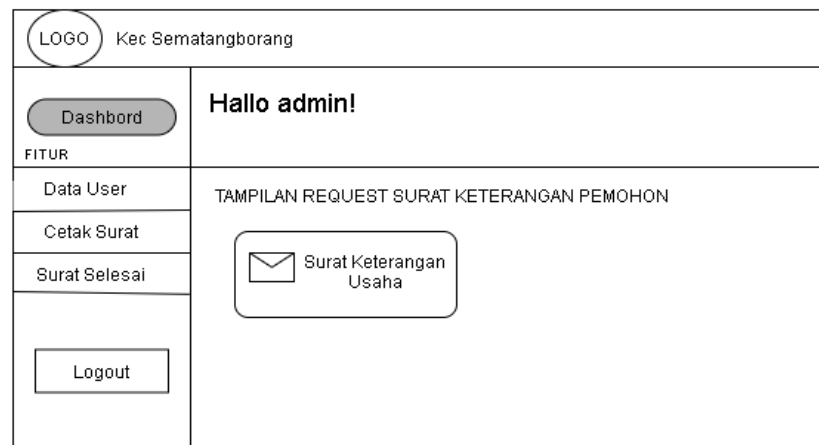 LOGO Kec Sematangborang
Dashbord
Hallo admin!
FITUR
Data User
Cetak Surat
Surat Selesai
Logout
TAMPILAN REQUEST SURAT KETERANGAN PEMOHON
Surat Keterangan
Usaha